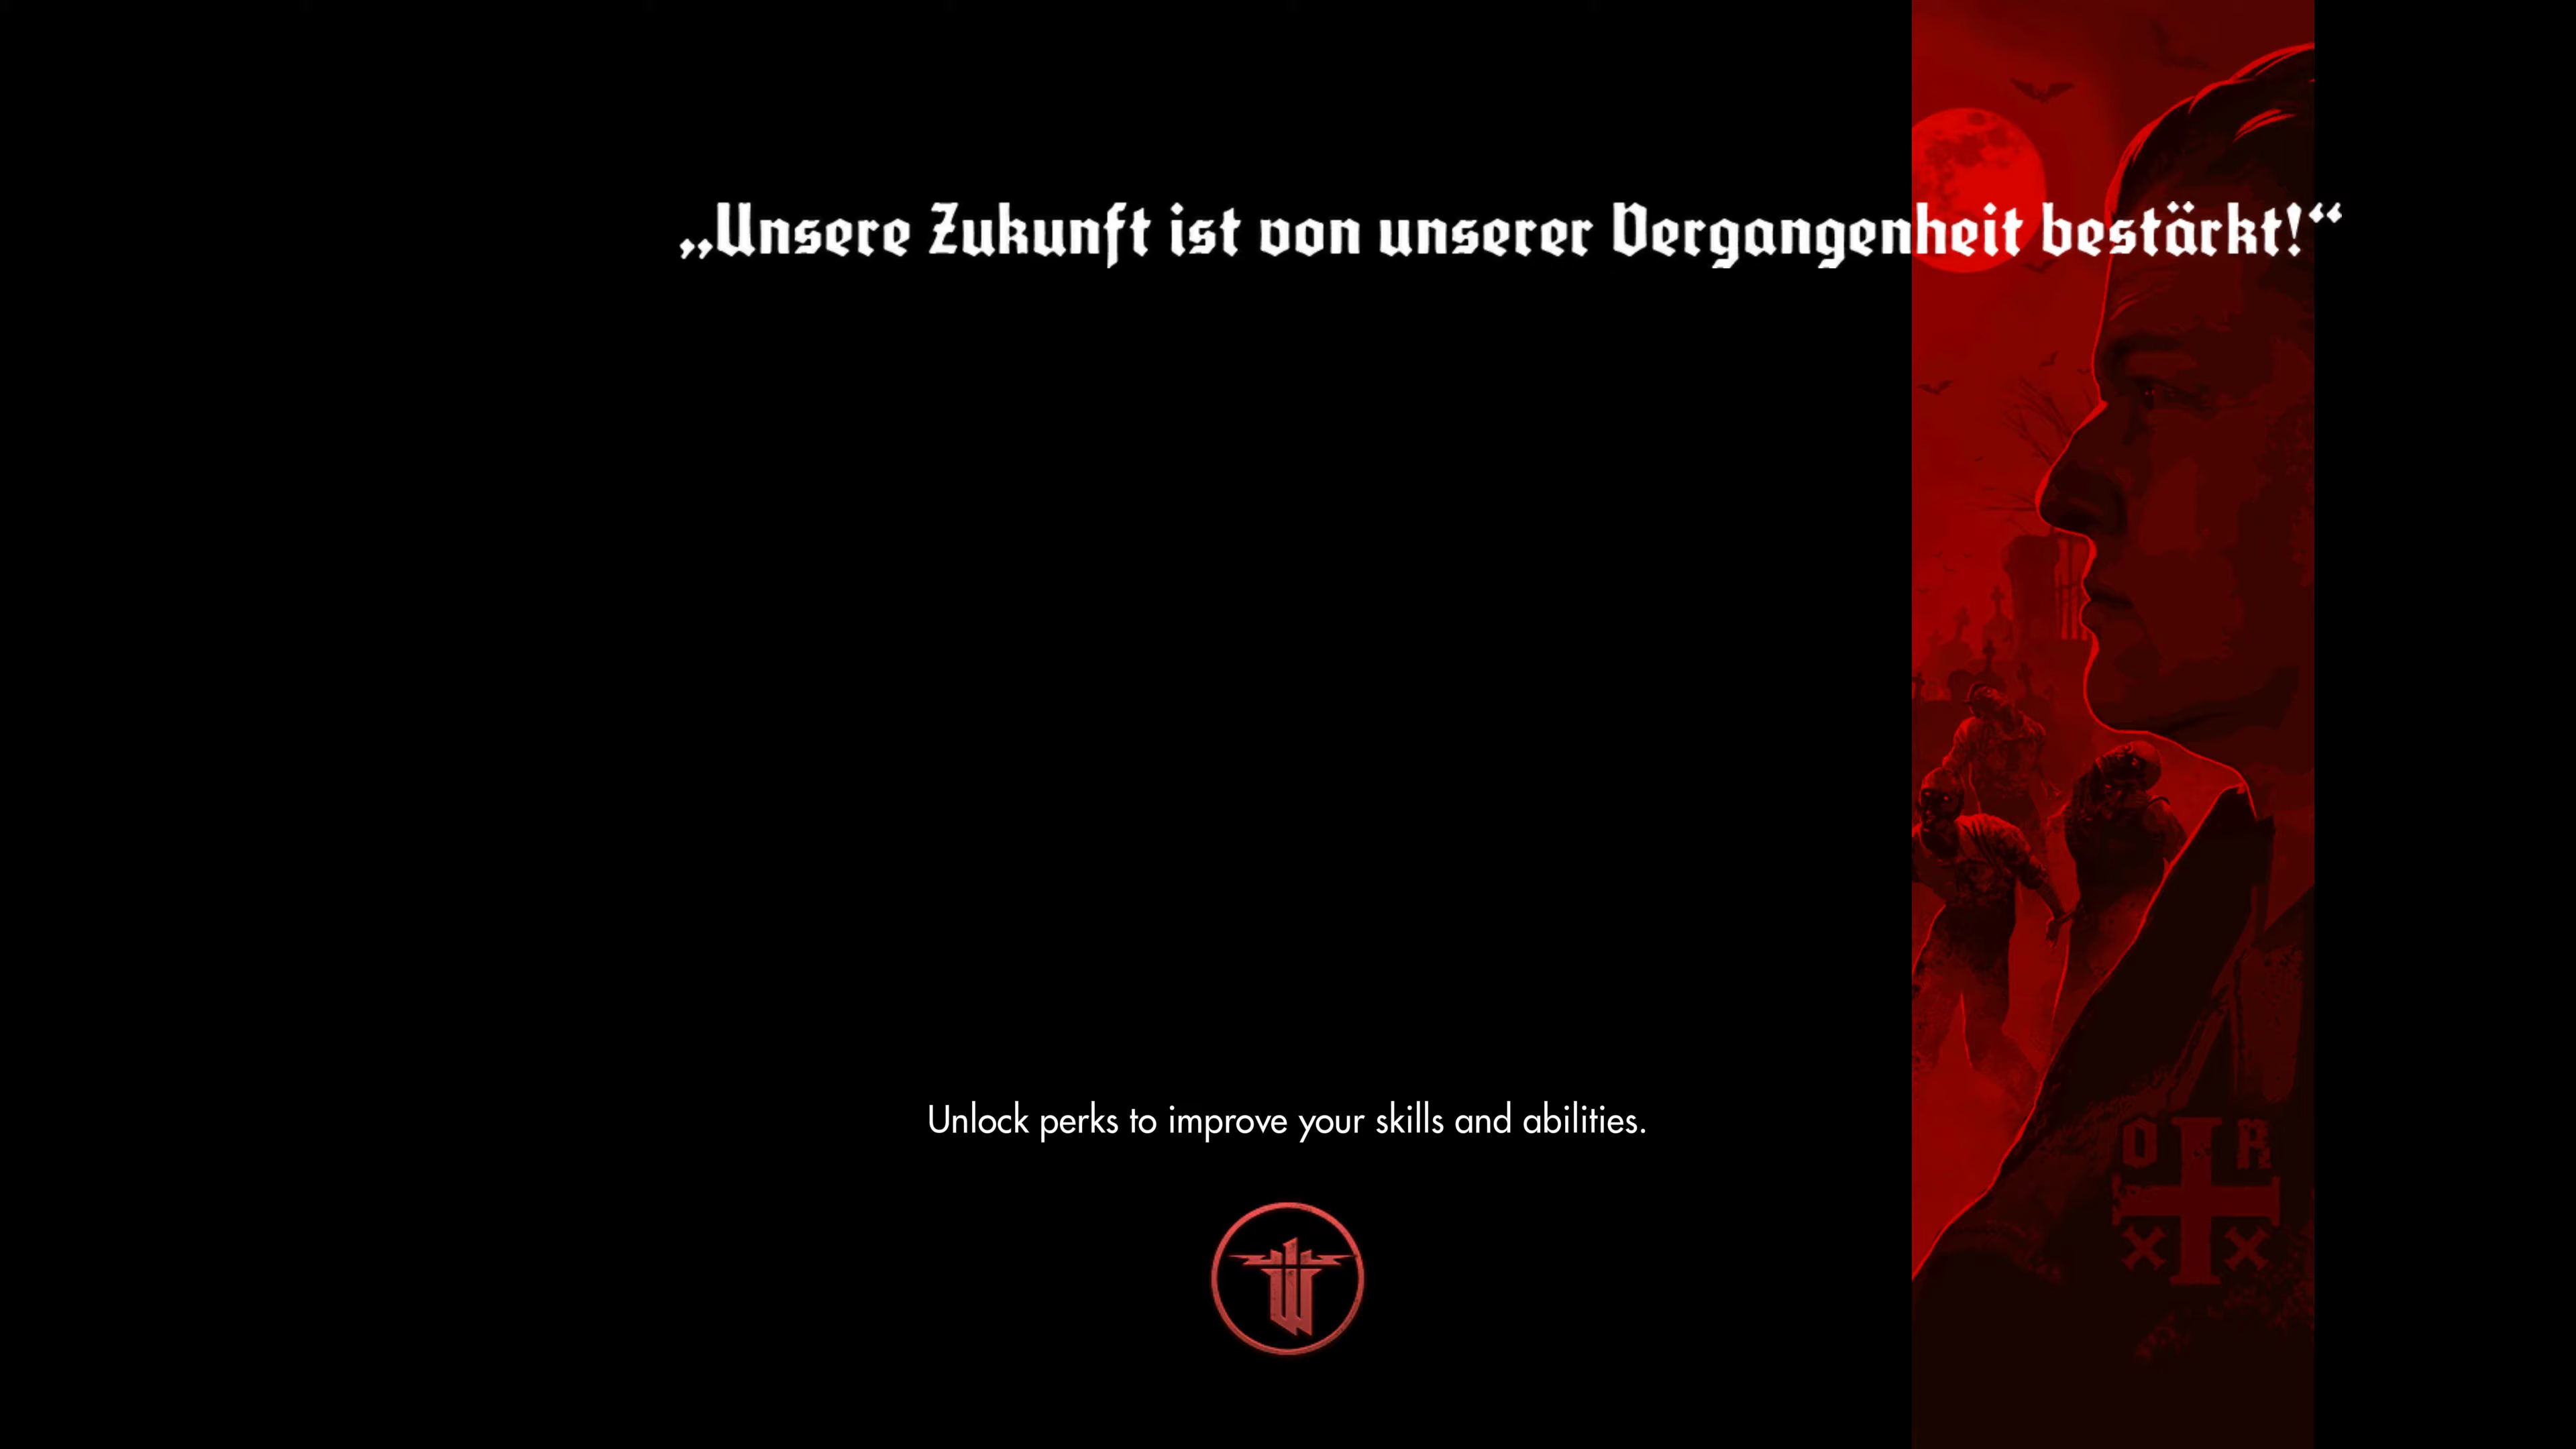 „Unsere Zukunft ist von unserer Vergangenheit bestärkt!“
Unlock perks to improve your skills and abilities.
O R
X X